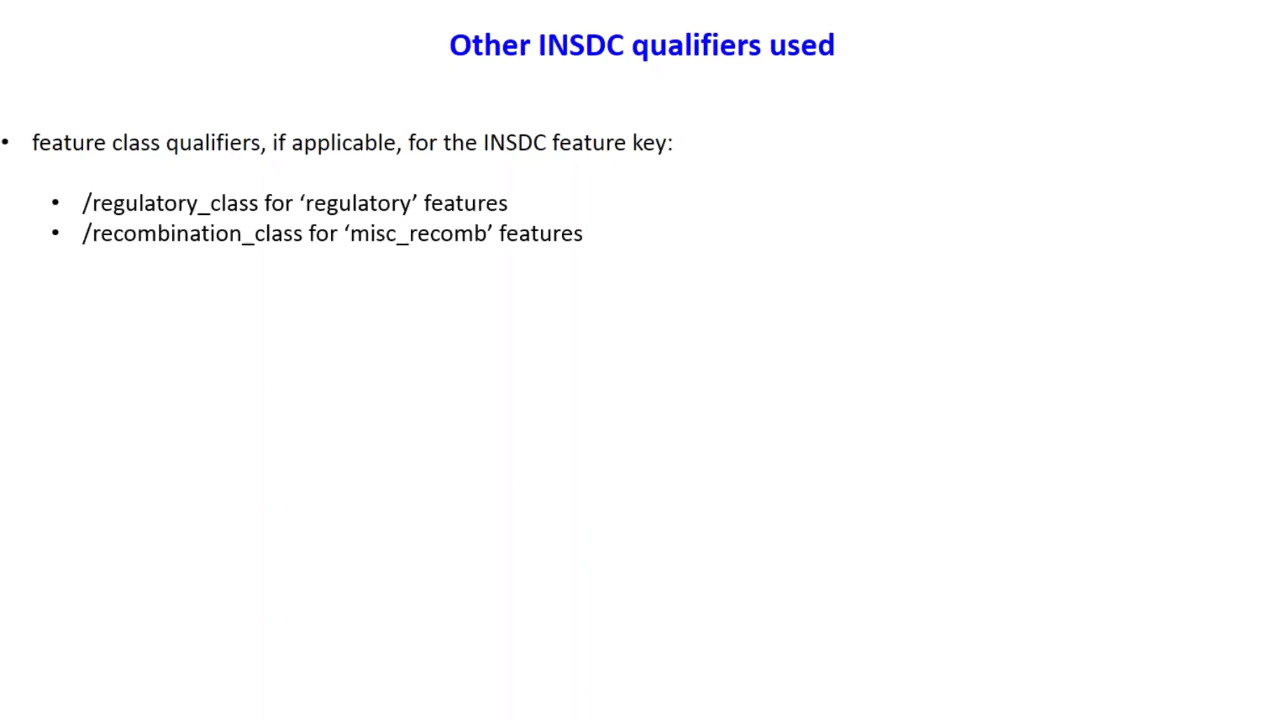 Other INSDC qualifiers used
• feature class qualifiers, if applicable, for the INSDC feature key:
• /regulatory_class for ‘regulatory’ features
• /recombination_class for ‘misc_recomb’ features